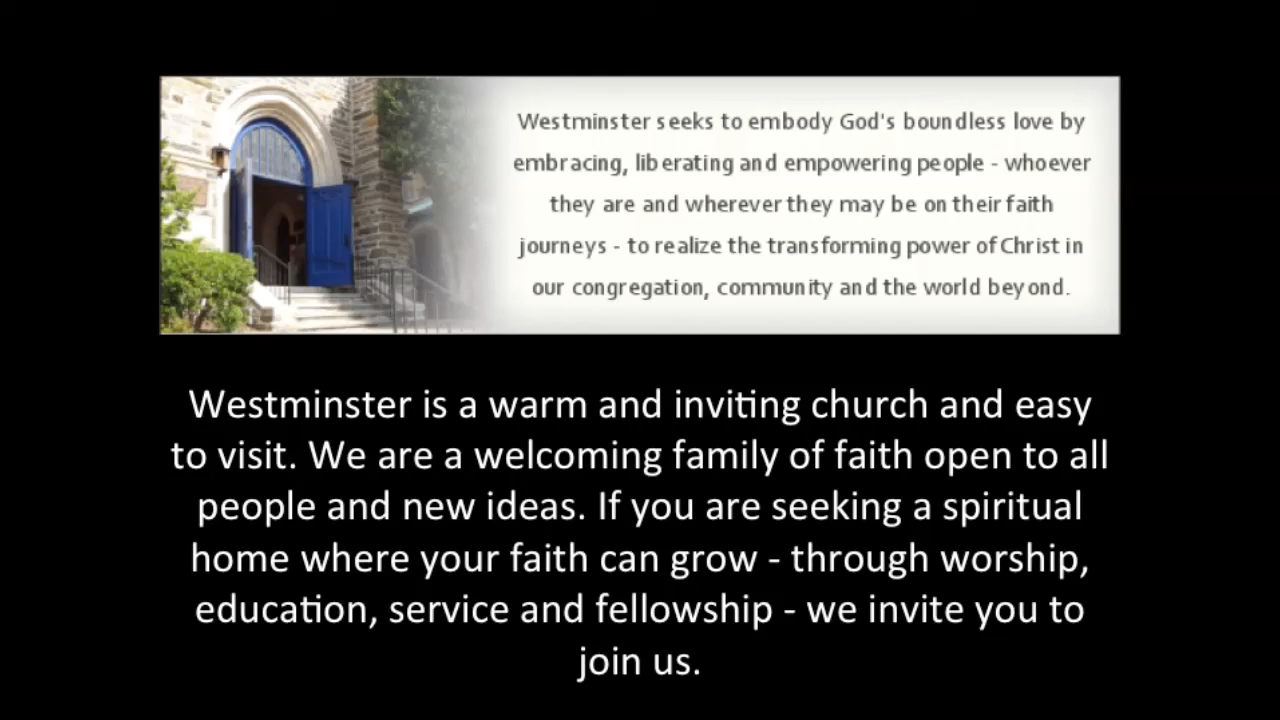 Westminster seeks to embody God's boundless love by
embracing, liberating and empowering people - whoever
they are and wherever they may be on their faith
journeys - to realize the transforming power of Christ in
our congregation, community and the world beyond.
Westminster is a warm and inviting church and easy
to visit. We are a welcoming family of faith open to all
people and new ideas. If you are seeking a spiritual
home where your faith can grow - through worship,
education, service and fellowship - we invite you to
join us.